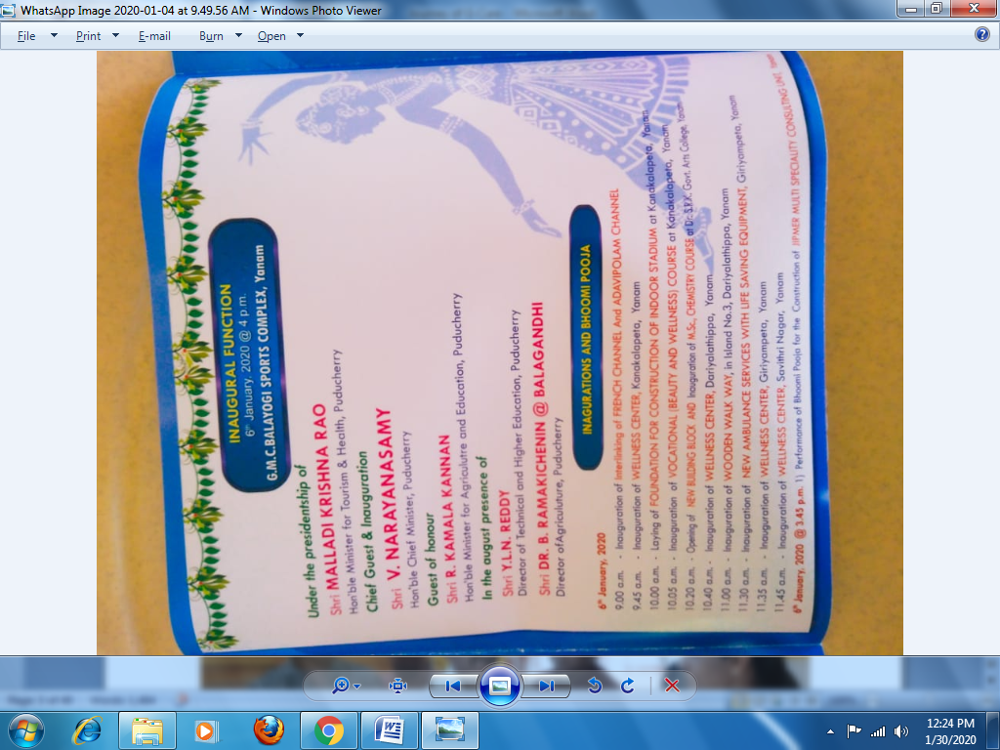 WhatsApp Image 2020-01-04 at 9.49.56 AM - Windows Photo Viewer
File Print E-mail Burn Open
INAUGURAL FUNCTION
6th January, 2020 @ 4 p.m.
G.M.C.BALAYOGI SPORTS COMPLEX, Yanam
Under the presidentship of
Shri MALLADI KRISHNA RAO
Hon'ble Minister for Tourism & Health, Puducherry
Chief Guest & Inauguration
Shri V. NARAYANASAMY
Hon'ble Chief Minister, Puducherry
Guest of honour
Shri R. KAMALA KANNAN
Hon'ble Minister for Agriculutre and Education, Puducherry
In the august presence of
Shri Y.L.N. REDDY
Director of Technical and Higher Education, Puducherry
Shri DR. B. RAMAKICHENIN @ BALAGANDHI
Director of Agriculuture, Puducherry
INAGURATIONS AND BHOOMI POOJA
6th January, 2020
9.00 a.m. - Inauguration of Interlinking of FRENCH CHANNEL And ADAVIPOLAM CHANNEL
9.45 a.m. - Inauguration of WELLNESS CENTER, Kanakalapeta, Yanam
10.00 a.m. - Laying of FOUNDATION FOR CONSTRUCTION OF INDOOR STADIUM at Kanakalapeta, Yanam
10.05 a.m. - Inauguration of VOCATIONAL (BEAUTY AND WELLNESS) COURSE at Kanakalapeta, Yanam
10.20 a.m. - Opening of NEW BUILDING BLOCK AND Inauguration of M.Sc., CHEMISTRY COURSE at Dr. S.R.K. Govt. Arts College, Yanam
10.40 a.m. - Inauguration of WELLNESS CENTER, Dariyalathippa, Yanam
11.00 a.m. - Inauguration of WOODEN WALK WAY, in Island No.3, Dariyalathippa, Yanam
11.30 a.m. - Inauguration of NEW AMBULANCE SERVICES WITH LIFE SAVING EQUIPMENT, Giriyampeta, Yanam
11.35 a.m. - Inauguration of WELLNESS CENTER, Giriyampeta, Yanam
11.45 a.m. - Inauguration of WELLNESS CENTER, Savithri Nagar, Yanam
6th January, 2020 @ 3.45 p.m. 1) Performance of Bhoomi Pooja for the Construction of JIPMER MULTI SPECIALITY CONSULTING UNIT,
12:24 PM
1/30/2020